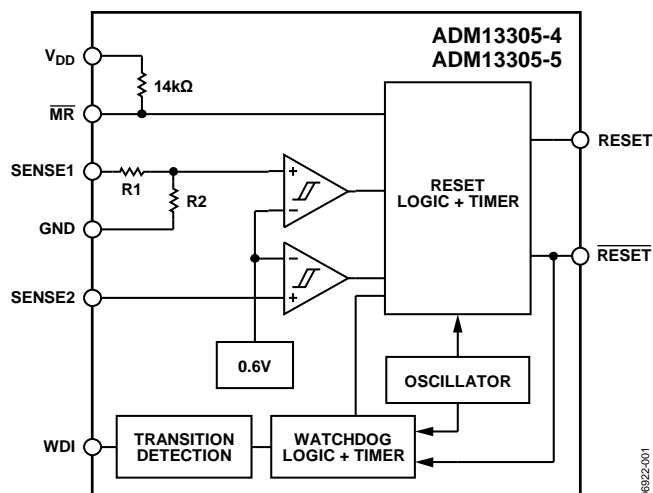 ADM13305-4
ADM13305-5
VDD
14kΩ
MR
SENSE1
R1
R2
GND
SENSE2
+
–
–
+
0.6V
RESET
LOGIC + TIMER
RESET
RESET
OSCILLATOR
WDI
TRANSITION
DETECTION
WATCHDOG
LOGIC + TIMER
06922-001